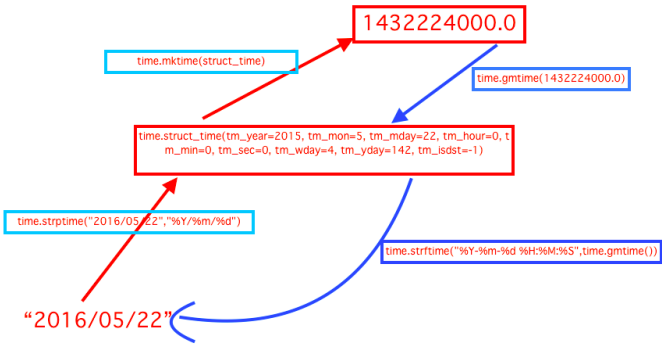 1432224000.0
time.mktime(struct_time)
time.gmtime(1432224000.0)
time.struct_time(tm_year=2015, tm_mon=5, tm_mday=22, tm_hour=0, t
m_min=0, tm_sec=0, tm_wday=4, tm_yday=142, tm_isdst=-1)
time.strptime("2016/05/22","%Y/%m/%d")
time.strftime("%Y-%m-%d %H:%M:%S",time.gmtime())
“2016/05/22”